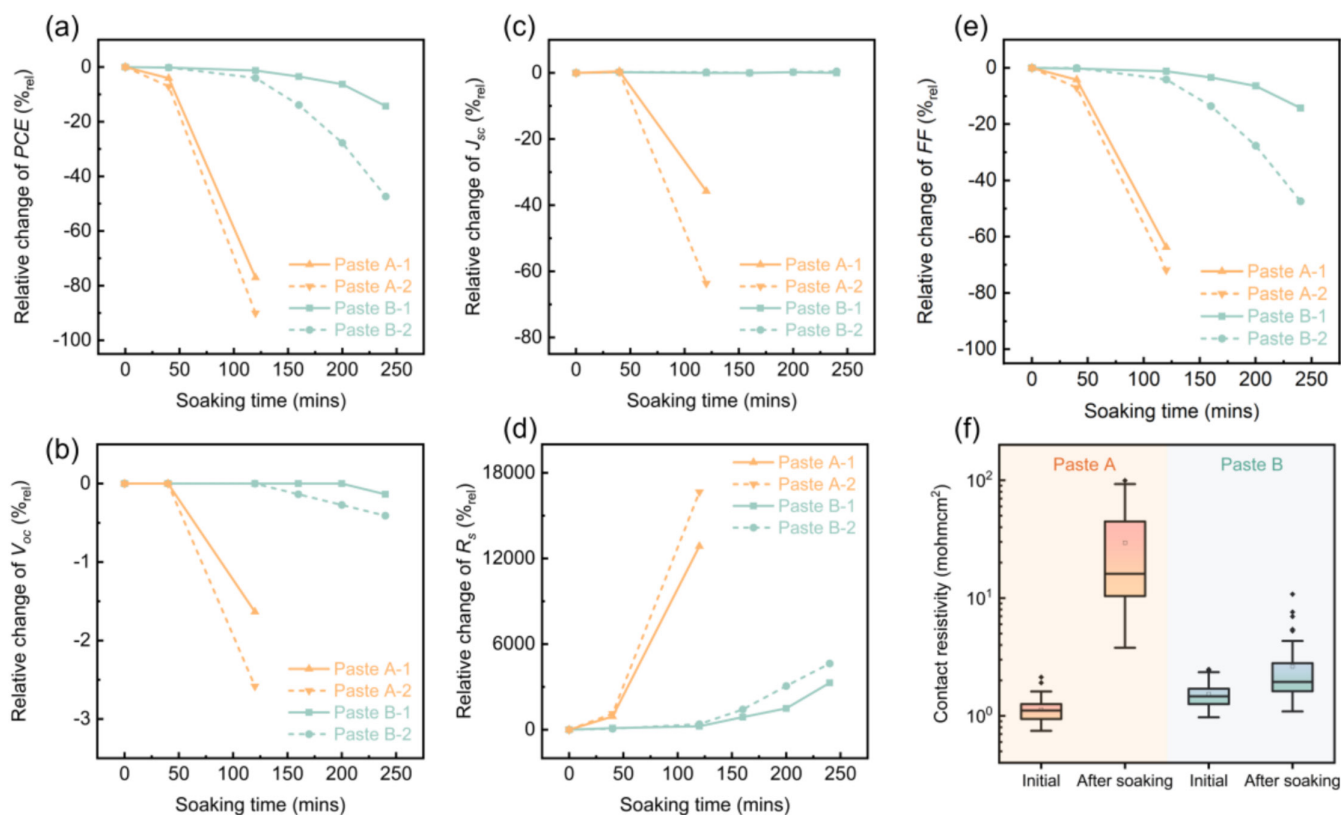 (a)
Relative change of PCE (%rel)
0
-20
-40
-60
-80
-100
Paste A-1
Paste A-2
Paste B-1
Paste B-2
0 50 100 150 200 250
Soaking time (mins)
(c)
Relative change of Jsc (%rel)
0
-20
-40
-60
-80
Paste A-1
Paste A-2
Paste B-1
Paste B-2
0 50 100 150 200 250
Soaking time (mins)
(e)
Relative change of FF (%rel)
0
-20
-40
-60
-80
-100
Paste A-1
Paste A-2
Paste B-1
Paste B-2
0 50 100 150 200 250
Soaking time (mins)
(b)
Relative change of Voc (%rel)
0
-1
-2
-3
Paste A-1
Paste A-2
Paste B-1
Paste B-2
0 50 100 150 200 250
Soaking time (mins)
(d)
Relative change of Rs (%rel)
18000
12000
6000
0
Paste A-1
Paste A-2
Paste B-1
Paste B-2
0 50 100 150 200 250
Soaking time (mins)
(f)
Contact resistivity (mohmcm²)
10²
10¹
10⁰
Paste A Paste B
Initial After soaking Initial After soaking